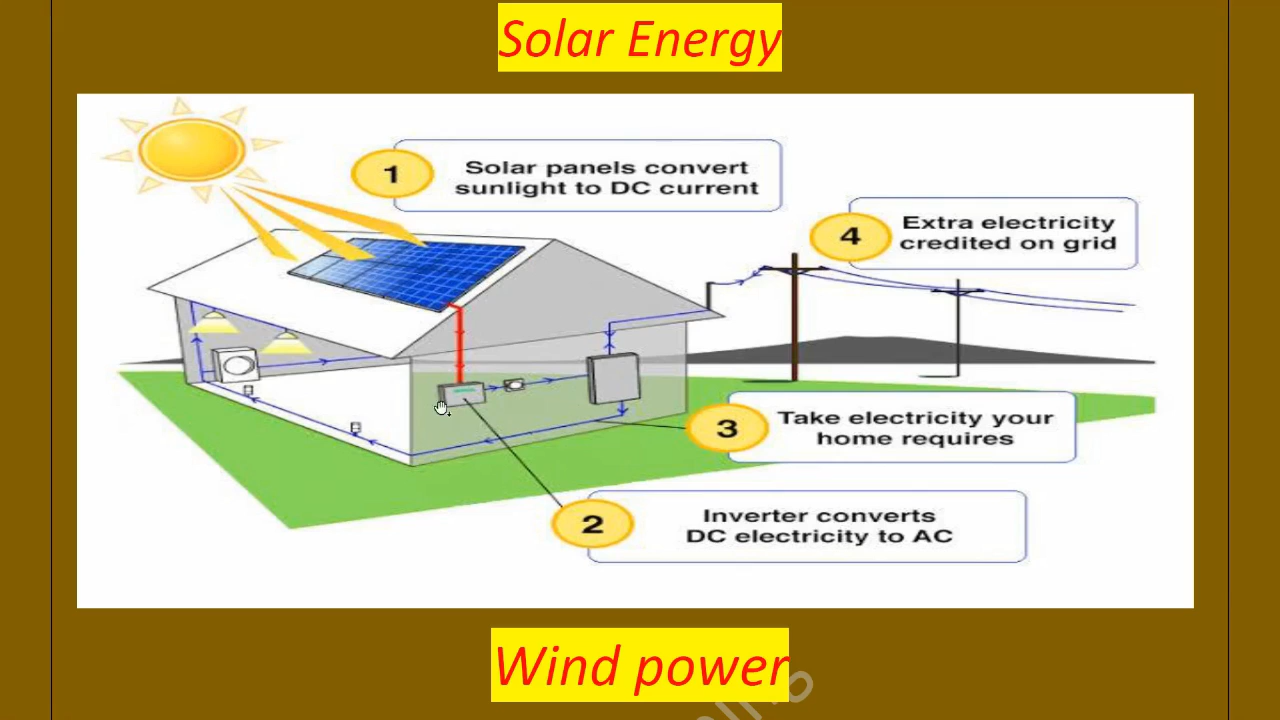 Solar Energy
1
Solar panels convert
sunlight to DC current
4
Extra electricity
credited on grid
3
Take electricity your
home requires
2
Inverter converts
DC electricity to AC
Wind power